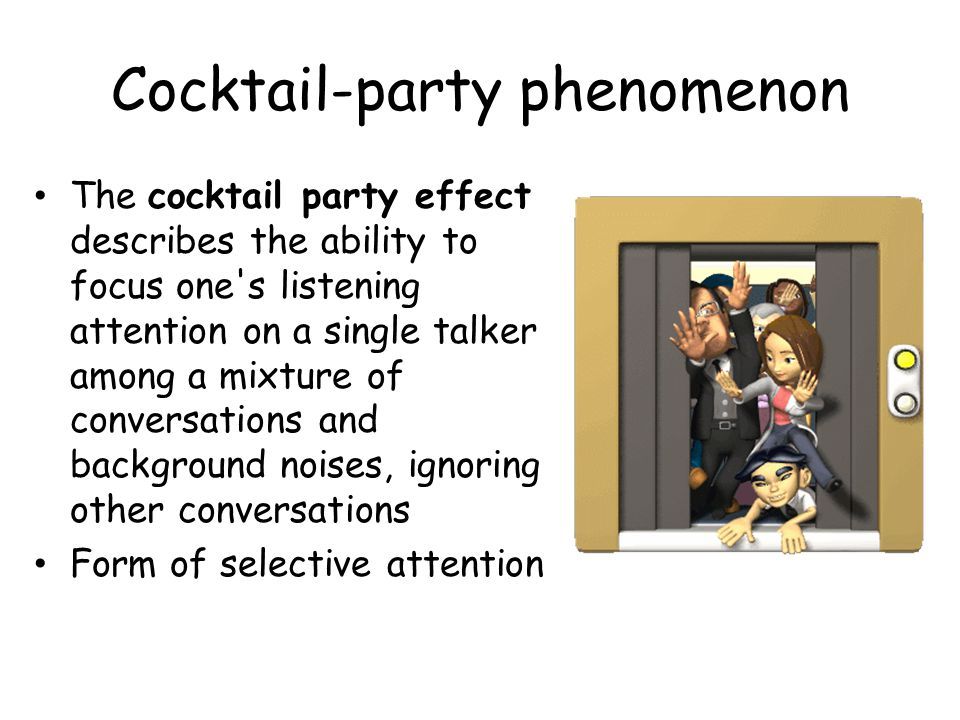 Cocktail-party phenomenon
• The cocktail party effect
describes the ability to
focus one's listening
attention on a single talker
among a mixture of
conversations and
background noises, ignoring
other conversations
• Form of selective attention